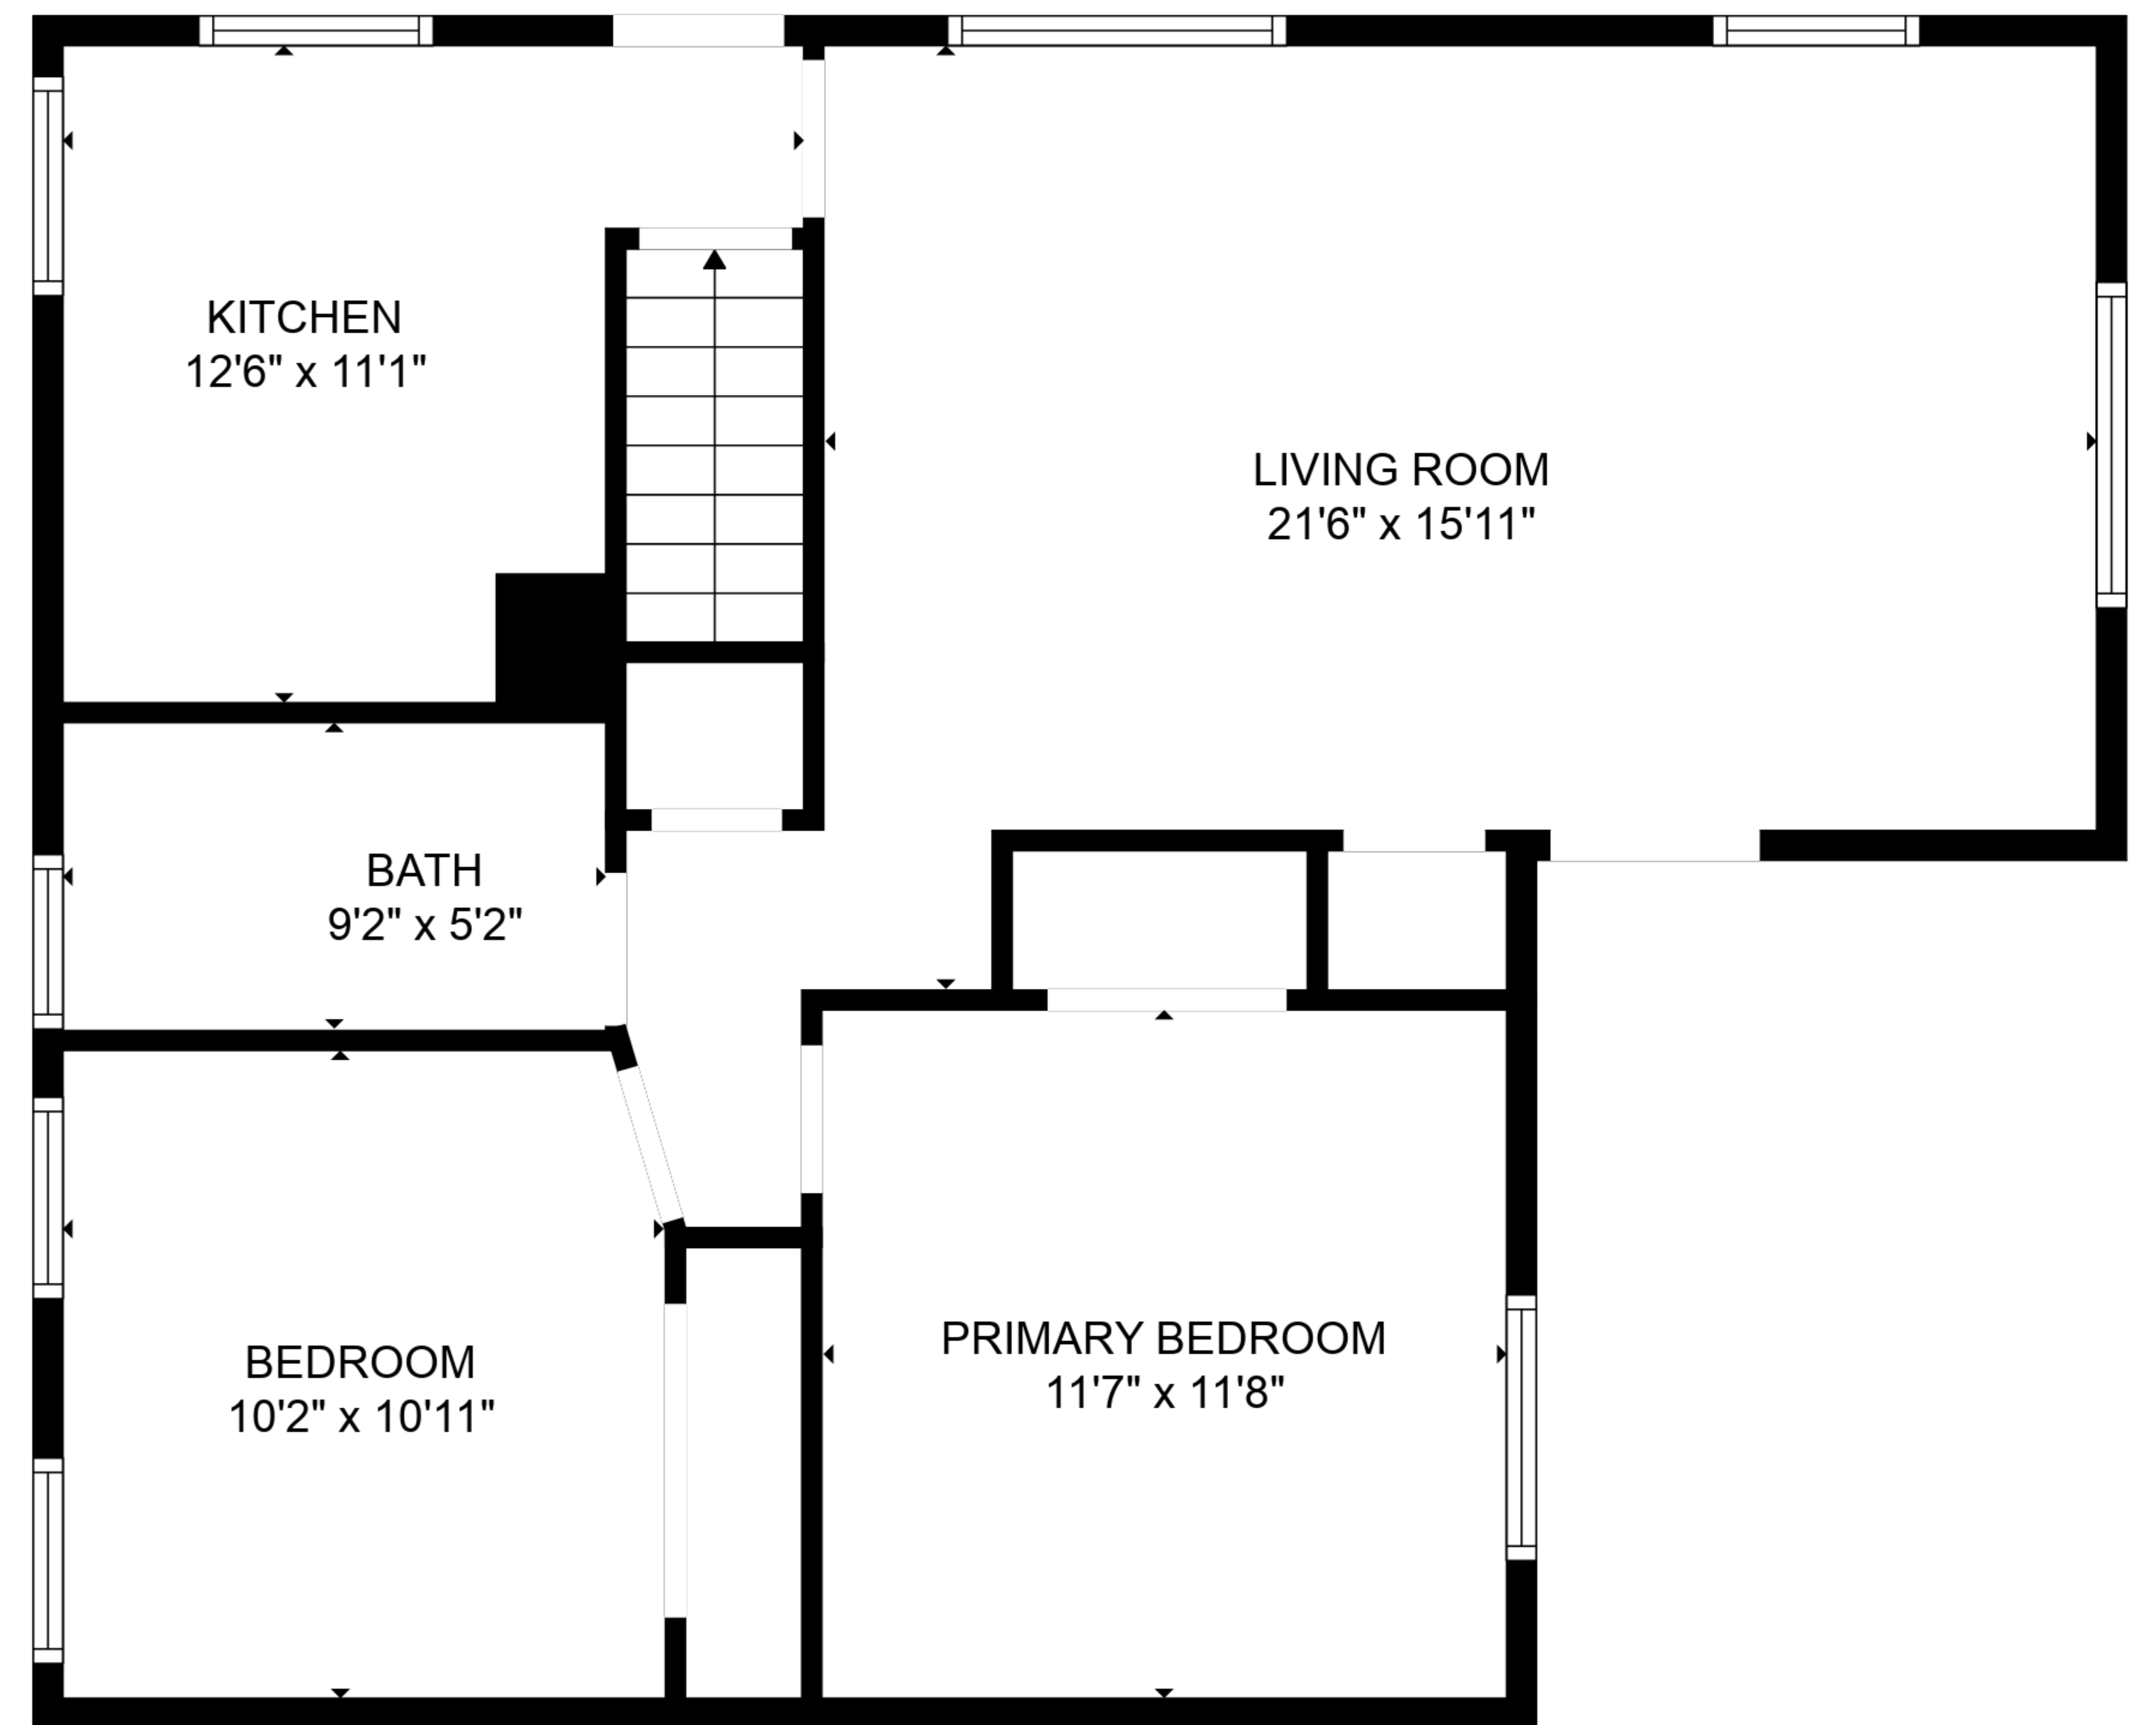 KITCHEN
12'6" x 11'1"
LIVING ROOM
21'6" x 15'11"
BATH
9'2" x 5'2"
PRIMARY BEDROOM
11'7" x 11'8"
BEDROOM
10'2" x 10'11"